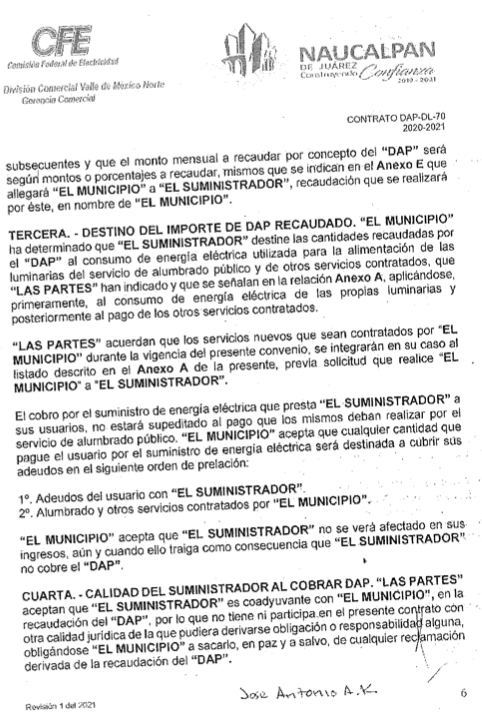 CFE
Comisión Federal de Electricidad
División Comercial Valle de México Norte
Gerencia Comercial
NAUCALPAN
DE JUÁREZ
Construyendo Confianza
2019 - 2021
CONTRATO DAP-DL-70
2020-2021
subsecuentes y que el monto mensual a recaudar por concepto del "DAP" será
según montos o porcentajes a recaudar, mismos que se indican en el Anexo E que
allegará "EL MUNICIPIO" a "EL SUMINISTRADOR", recaudación que se realizará
por éste, en nombre de "EL MUNICIPIO".
TERCERA. - DESTINO DEL IMPORTE DE DAP RECAUDADO. "EL MUNICIPIO"
ha determinado que "EL SUMINISTRADOR" destine las cantidades recaudadas por
el "DAP" al consumo de energía eléctrica utilizada para la alimentación de las
luminarias del servicio de alumbrado público y de otros servicios contratados, que
"LAS PARTES" han indicado y que se señalan en la relación Anexo A, aplicándose,
primeramente, al consumo de energía eléctrica de las propias luminarias y
posteriormente al pago de los otros servicios contratados.
"LAS PARTES" acuerdan que los servicios nuevos que sean contratados por "EL
MUNICIPIO" durante la vigencia del presente convenio, se integrarán en su caso al
listado descrito en el Anexo A de la presente, previa solicitud que realice "EL
MUNICIPIO" a "EL SUMINISTRADOR".
El cobro por el suministro de energía eléctrica que presta "EL SUMINISTRADOR" a
sus usuarios, no estará supeditado al pago que los mismos deban realizar por el
servicio de alumbrado público. "EL MUNICIPIO" acepta que cualquier cantidad que
pague el usuario por el suministro de energía eléctrica será destinada a cubrir sus
adeudos en el siguiente orden de prelación:
1º. Adeudos del usuario con "EL SUMINISTRADOR".
2º. Alumbrado y otros servicios contratados por "EL MUNICIPIO".
"EL MUNICIPIO" acepta que "EL SUMINISTRADOR" no se verá afectado en sus
ingresos, aún y cuando ello traiga como consecuencia que "EL SUMINISTRADOR"
no cobre el "DAP".
CUARTA. - CALIDAD DEL SUMINISTRADOR AL COBRAR DAP. "LAS PARTES"
aceptan que "EL SUMINISTRADOR" es coadyuvante con "EL MUNICIPIO", en la
recaudación del "DAP", por lo que no tiene ni participa en el presente contrato con
otra calidad jurídica de la que pudiera derivarse obligación o responsabilidad alguna,
obligándose "EL MUNICIPIO" a sacarlo, en paz y a salvo, de cualquier reclamación
derivada de la recaudación del "DAP".
Jose Antonio A.K.
6
Revisión 1 del 2021